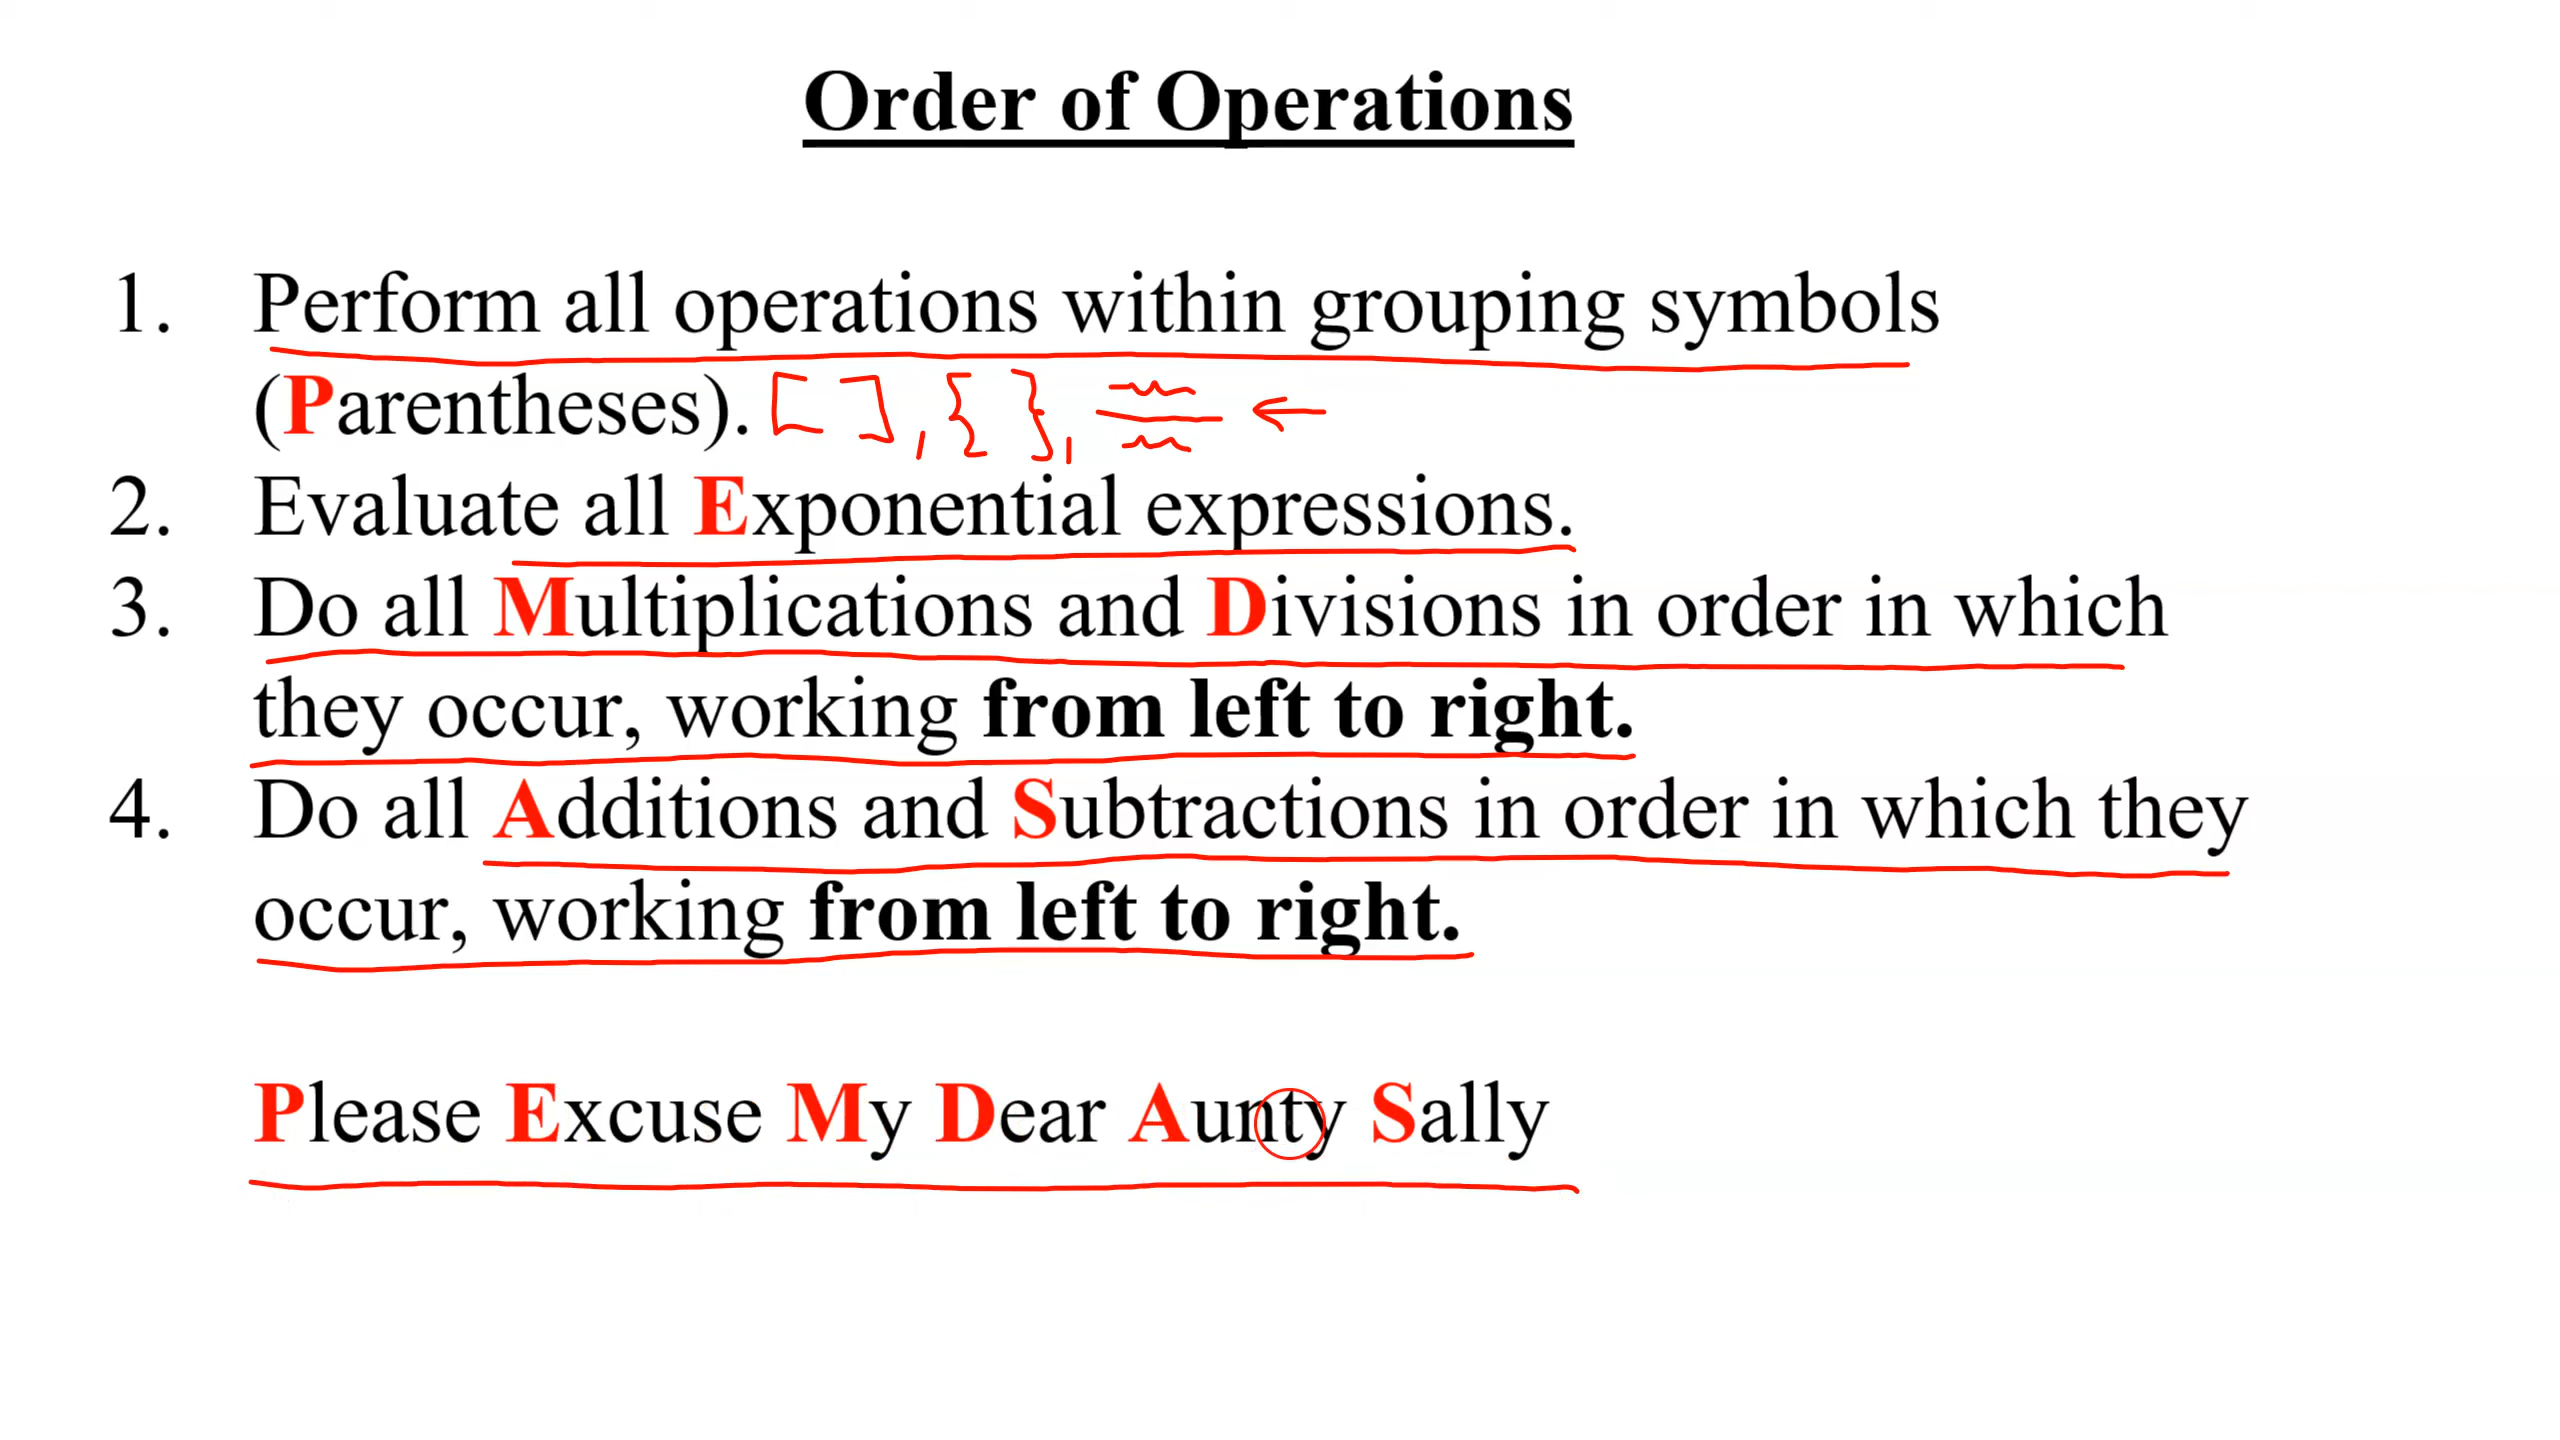 Order of Operations
1. Perform all operations within grouping symbols
(Parentheses). [ ], { },
2. Evaluate all Exponential expressions.
3. Do all Multiplications and Divisions in order in which
they occur, working from left to right.
4. Do all Additions and Subtractions in order in which they
occur, working from left to right.
Please Excuse My Dear Aunty Sally